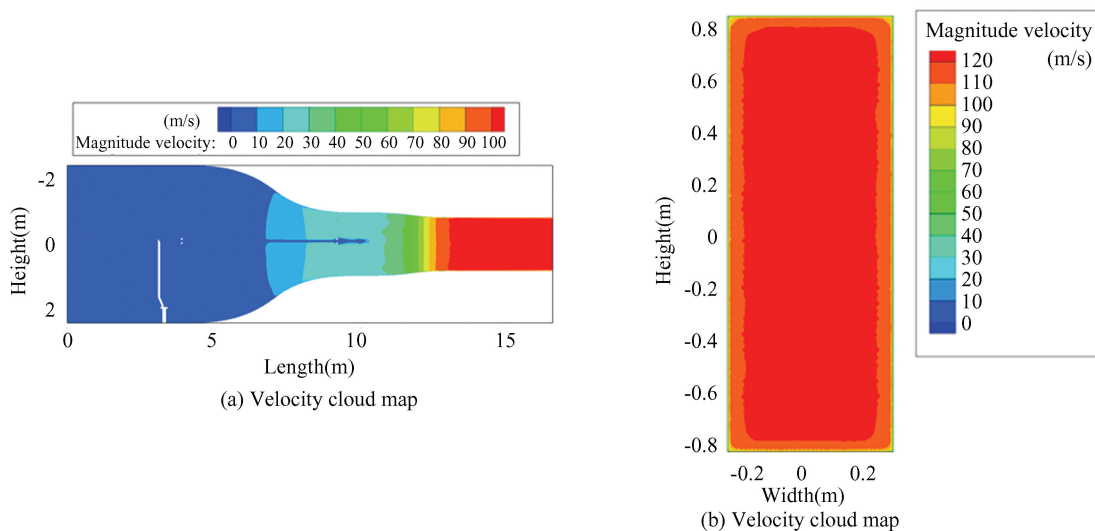 (m/s)
Magnitude velocity: 0 10 20 30 40 50 60 70 80 90 100
-2
0
2
Height(m)
0 5 10 15
Length(m)
(a) Velocity cloud map
0.8
0.6
0.4
0.2
0
-0.2
-0.4
-0.6
-0.8
Height(m)
-0.2 0 0.2
Width(m)
(b) Velocity cloud map
Magnitude velocity
(m/s)
120
110
100
90
80
70
60
50
40
30
20
10
0